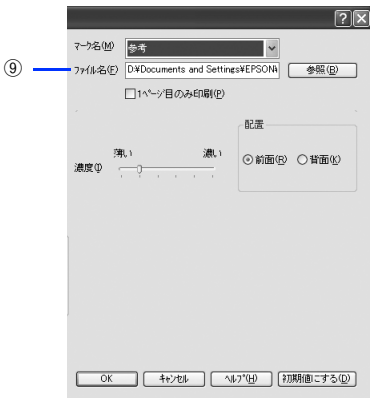 マーク名(M) 参考
⑨ ファイル名(F) D:¥Documents and Settings¥EPSON¥ 参照(B)
1ページ目のみ印刷(P)
配置
薄い 濃い
濃度(I) 前面(R) 背面(K)
OK キャンセル ヘルプ(H) 初期値にする(D)